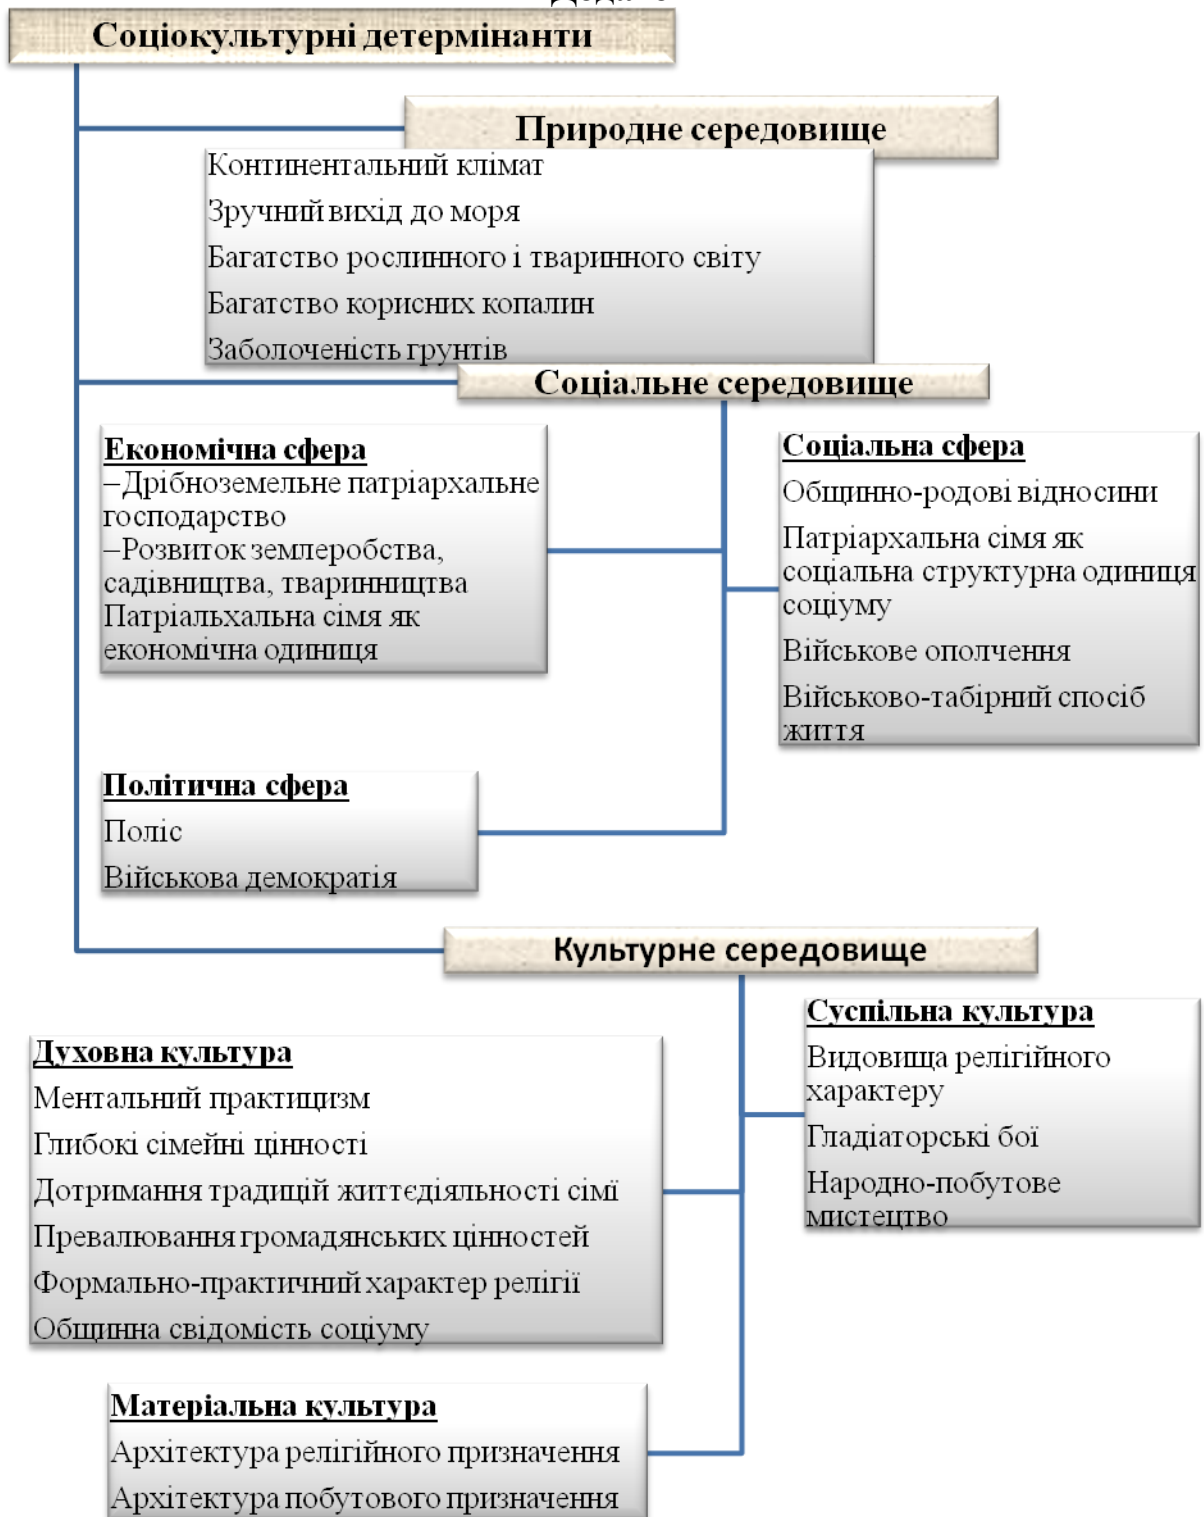 Соціокультурні детермінанти
Природне середовище
Континентальний клімат
Зручний вихід до моря
Багатство рослинного і тваринного світу
Багатство корисних копалин
Заболоченість грунтів
Соціальне середовище
Економічна сфера
–Дрібноземельне патріархальне
господарство
–Розвиток землеробства,
садівництва, тваринництва
Патріальхальна сімя як
економічна одиниця
Соціальна сфера
Общинно-родові відносини
Патріархальна сімя як
соціальна структурна одиниця
соціуму
Військове ополчення
Військово-табірний спосіб
життя
Політична сфера
Поліс
Військова демократія
Культурне середовище
Духовна культура
Ментальний практицизм
Глибокі сімейні цінності
Дотримання традицій життєдіяльності сімї
Превалювання громадянських цінностей
Формально-практичний характер релігії
Общинна свідомість соціуму
Суспільна культура
Видовища релігійного
характеру
Гладіаторські бої
Народно-побутове
мистецтво
Матеріальна культура
Архітектура релігійного призначення
Архітектура побутового призначення